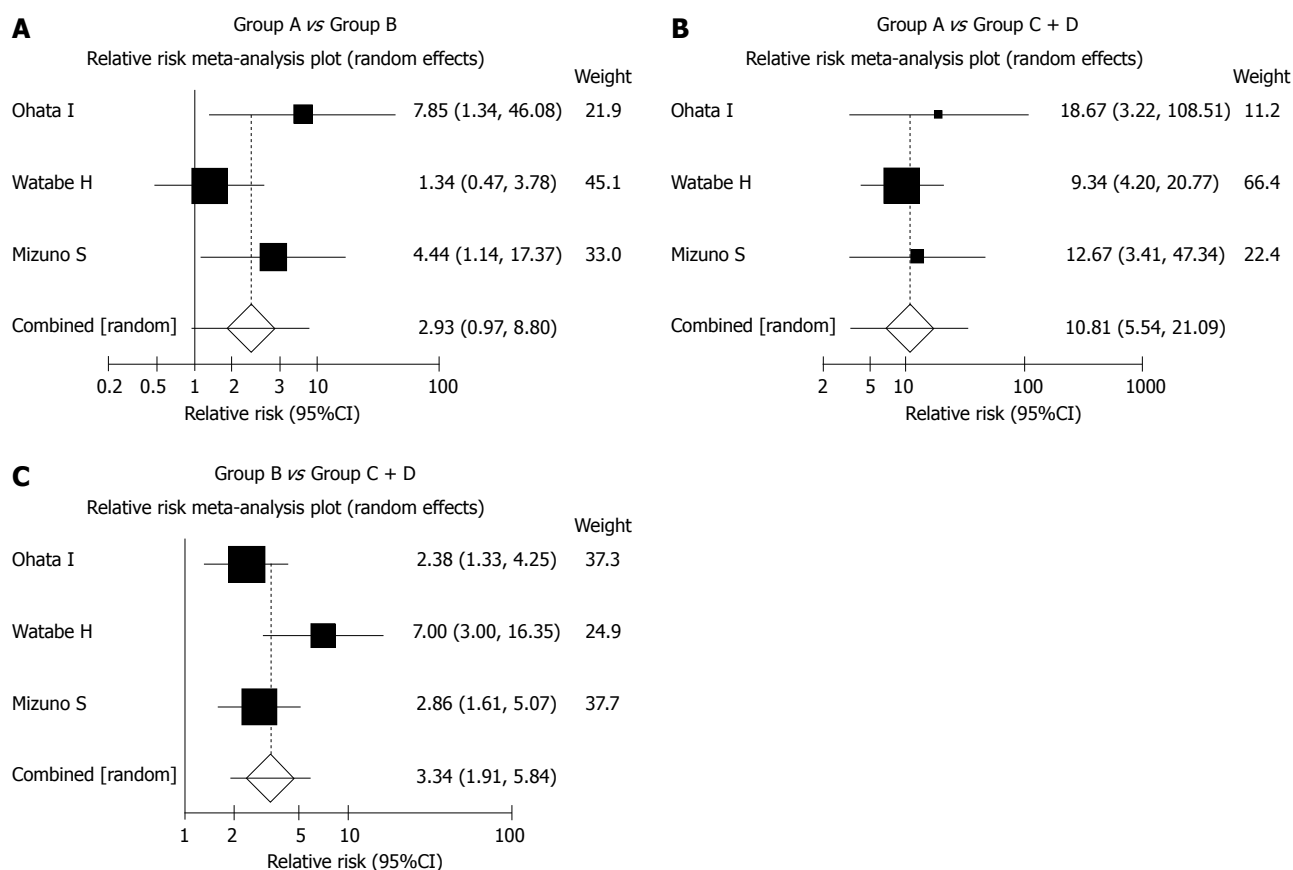 A
Group A vs Group B
Relative risk meta-analysis plot (random effects)
Weight
Ohata I 7.85 (1.34, 46.08) 21.9
Watabe H 1.34 (0.47, 3.78) 45.1
Mizuno S 4.44 (1.14, 17.37) 33.0
Combined [random] 2.93 (0.97, 8.80)
0.2 0.5 1 2 3 10 100
Relative risk (95%CI)
B
Group A vs Group C + D
Relative risk meta-analysis plot (random effects)
Weight
Ohata I 18.67 (3.22, 108.51) 11.2
Watabe H 9.34 (4.20, 20.77) 66.4
Mizuno S 12.67 (3.41, 47.34) 22.4
Combined [random] 10.81 (5.54, 21.09)
2 5 10 100 1000
Relative risk (95%CI)
C
Group B vs Group C + D
Relative risk meta-analysis plot (random effects)
Weight
Ohata I 2.38 (1.33, 4.25) 37.3
Watabe H 7.00 (3.00, 16.35) 24.9
Mizuno S 2.86 (1.61, 5.07) 37.7
Combined [random] 3.34 (1.91, 5.84)
1 2 5 10 100
Relative risk (95%CI)